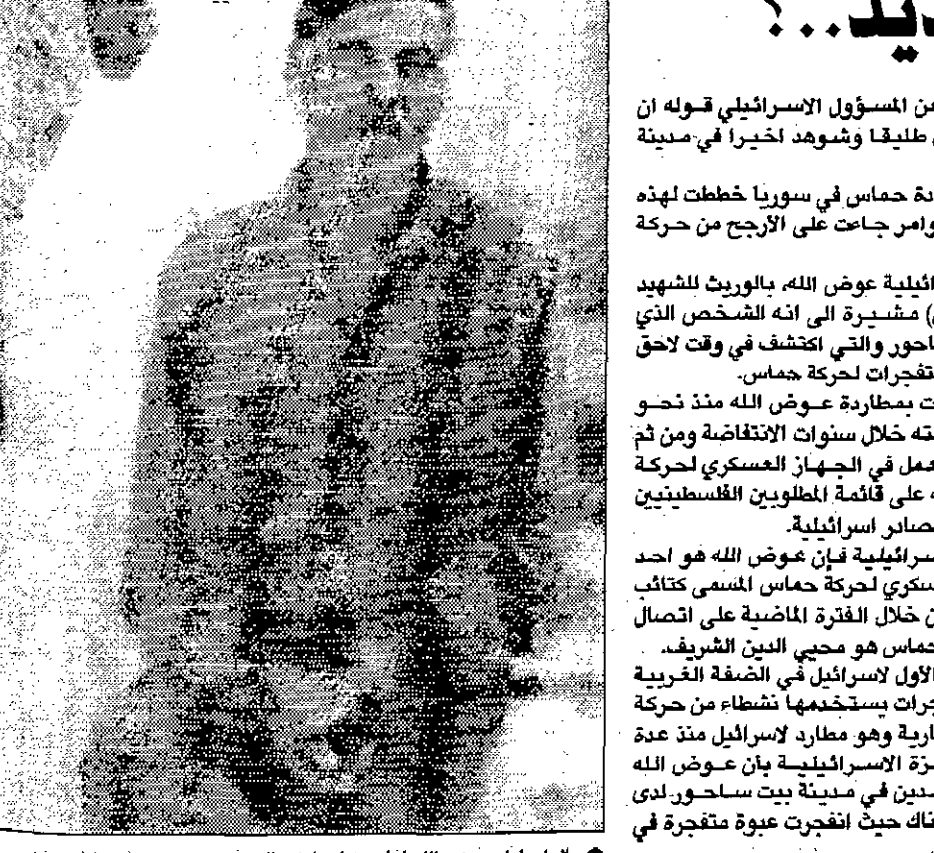 ديد...؟
عن المسؤول الاسرائيلي قوله ان
طليقا وشوهد اخيرا في مدينة
دة حماس في سوريا خططت لهذه
وامر جاءت على الأرجح من حركة
رائيلية عوض الله، بالوريث للشهيد
) مشيرة الى انه الشخص الذي
ساحور والتي اكتشف في وقت لاحق
تفجرات لحركة حماس.
ت بمطاردة عوض الله منذ نحو
ته خلال سنوات الانتفاضة ومن ثم
عمل في الجهاز العسكري لحركة
ه على قائمة المطلوبين الفلسطينيين
صادر اسرائيلية.
سرائيلية فإن عوض الله هو احد
سكري لحركة حماس المسمى كتائب
ن خلال الفترة الماضية على اتصال
حماس هو محيي الدين الشريف.
الأول لاسرائيل في الضفة الغربية
جرات يستخدمها نشطاء من حركة
حارية وهو مطارد لاسرائيل منذ عدة
زة الاسرائيلية بأن عوض الله
مدين في مدينة بيت ساحور لدى
ناك حيث انفجرت عبوة متفجرة في